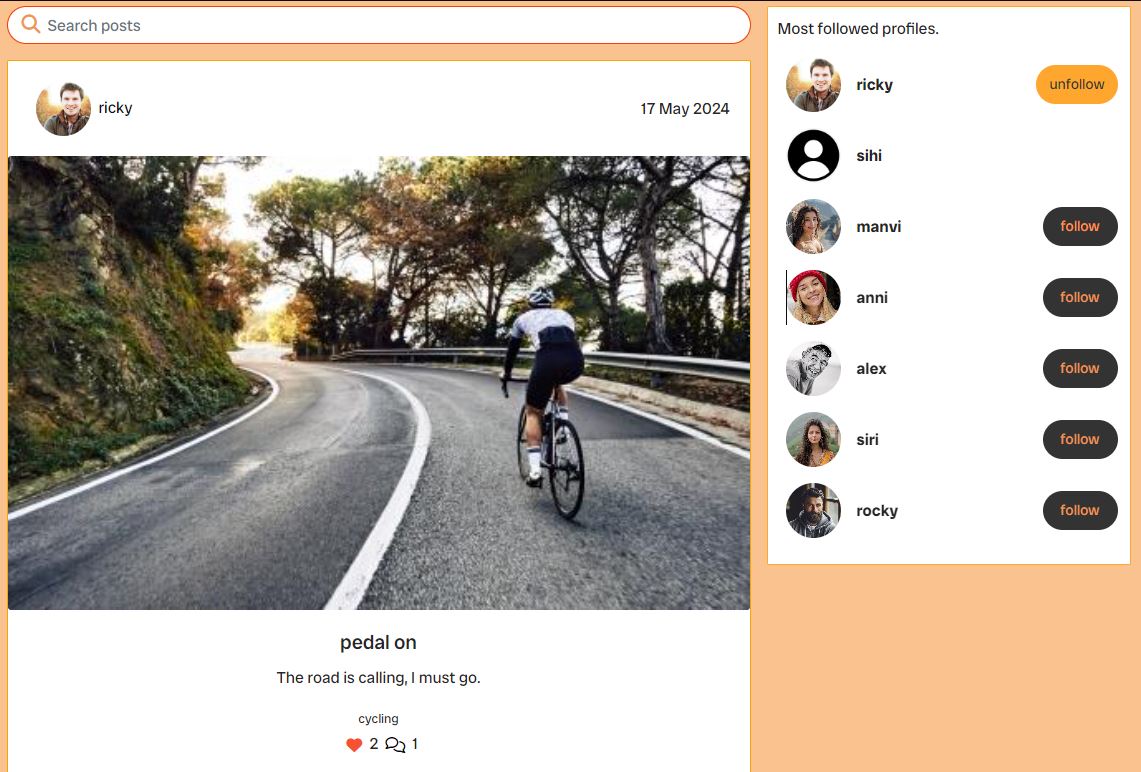 Search posts
ricky
17 May 2024
pedal on
The road is calling, I must go.
cycling
2 1
Most followed profiles.
ricky unfollow
sihi
manvi follow
anni follow
alex follow
siri follow
rocky follow